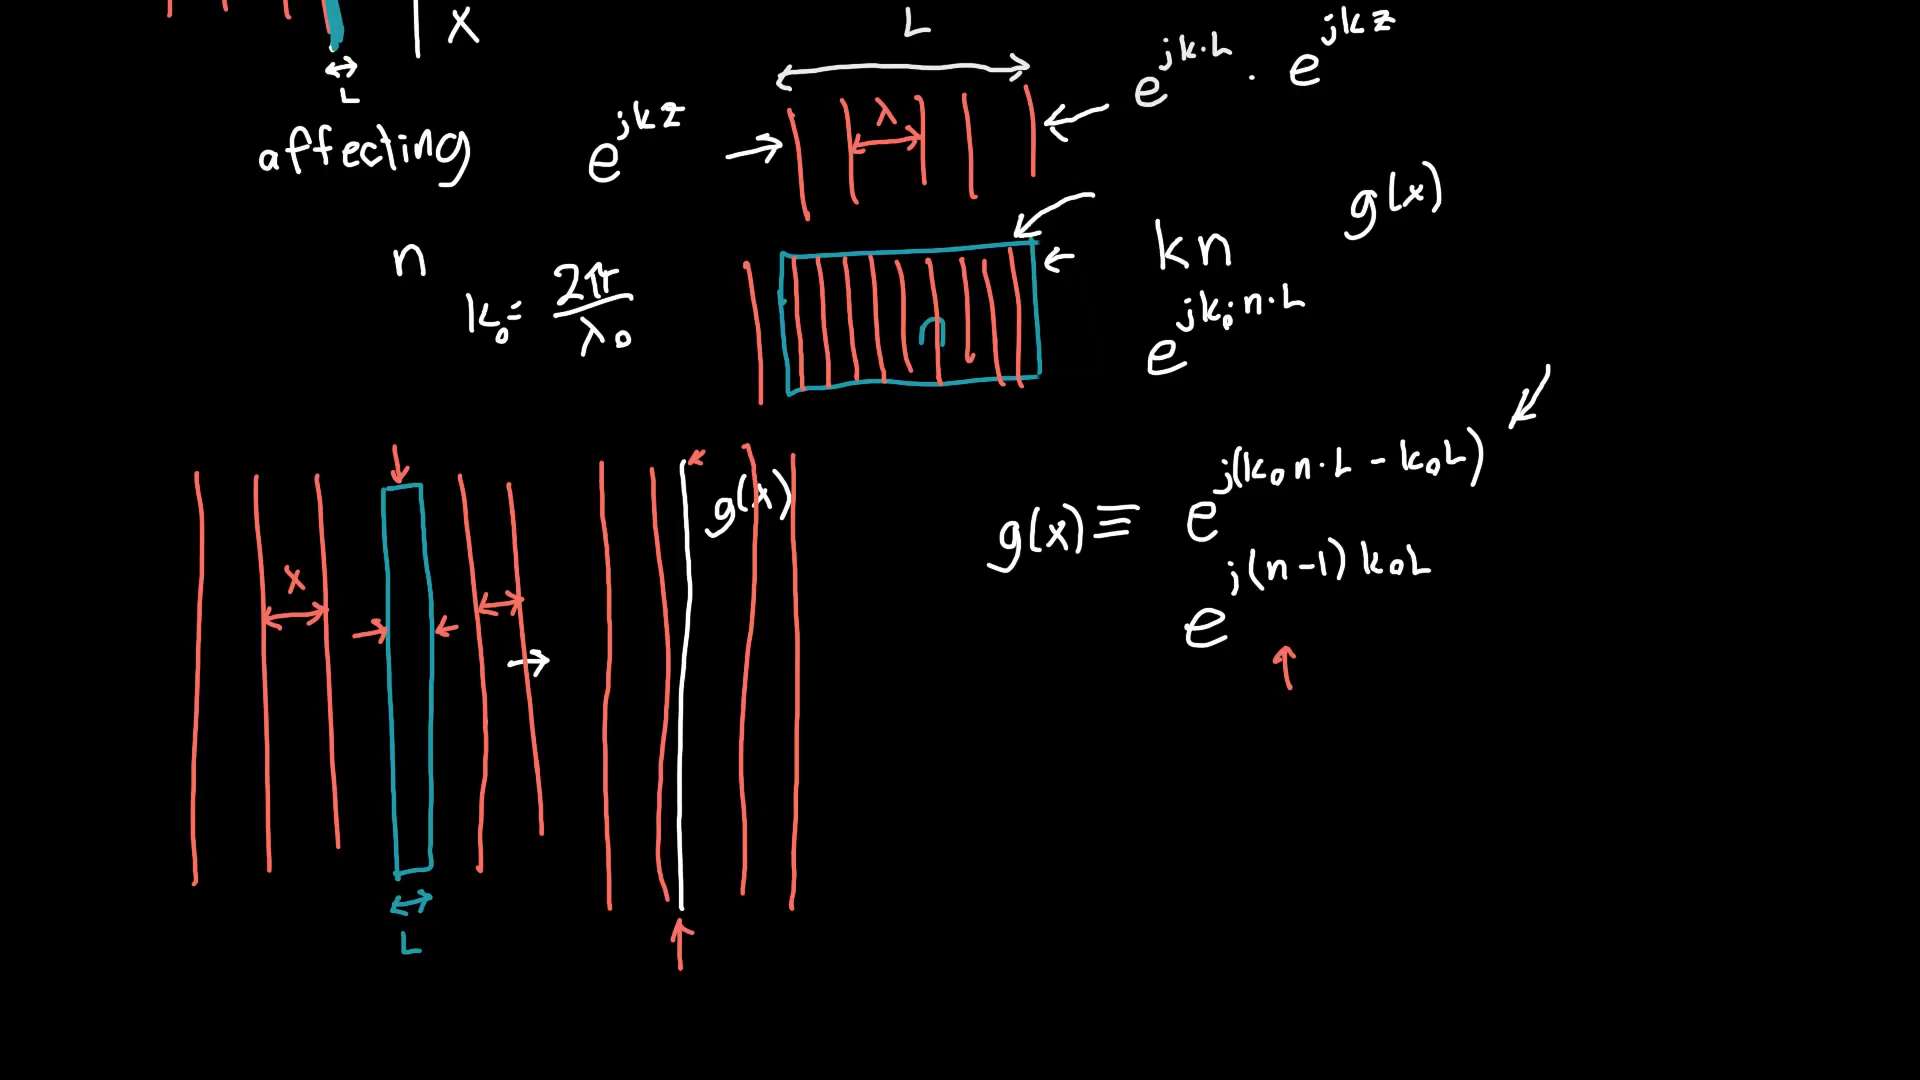 x
L
L
e^{jk·L} · e^{jkz}
affecting
e^{jkz}
λ
g(x)
n
k₀ = 2π/λ₀
n
kn
e^{jk₀n·L}
g(x)
g(x) ≡ e^{j(k₀n·L - k₀L)}
e^{j(n-1)k₀L}
L